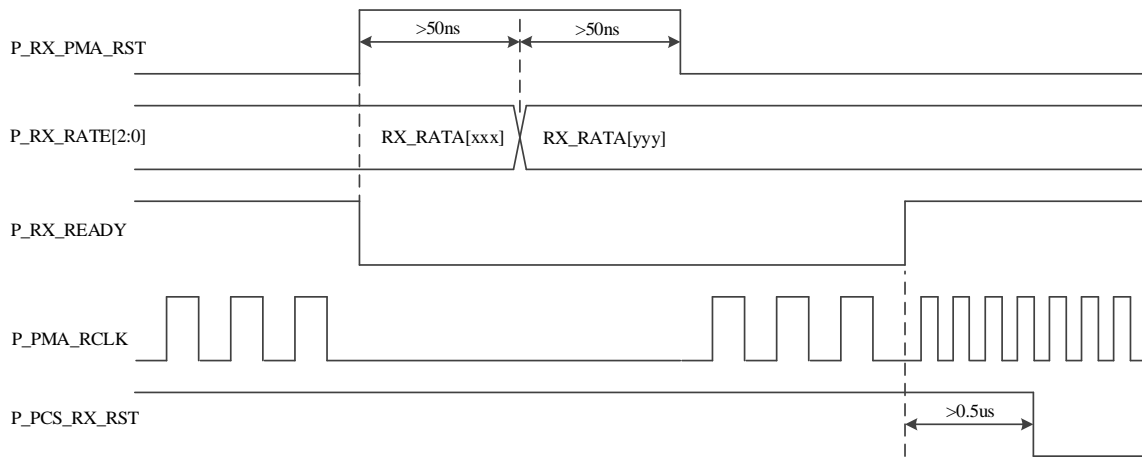 >50ns >50ns
P_RX_PMA_RST
P_RX_RATE[2:0] RX_RATA[xxx] RX_RATA[yyy]
P_RX_READY
P_PMA_RCLK
P_PCS_RX_RST
>0.5us